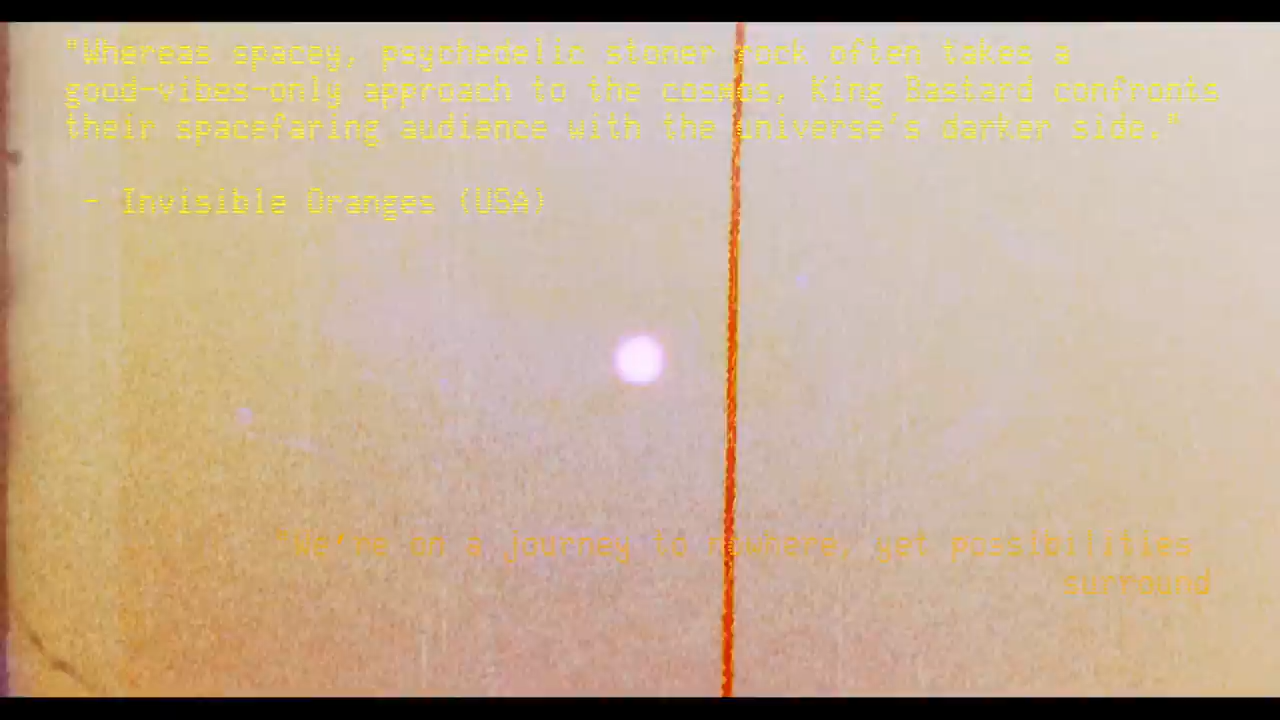 "Whereas spacey, psychedelic stoner rock often takes a
good-vibes-only approach to the cosmos, King Bastard confronts
their spacefaring audience with the universe's darker side."
- Invisible Oranges (USA)
"We're on a journey to nowhere, yet possibilities
surround